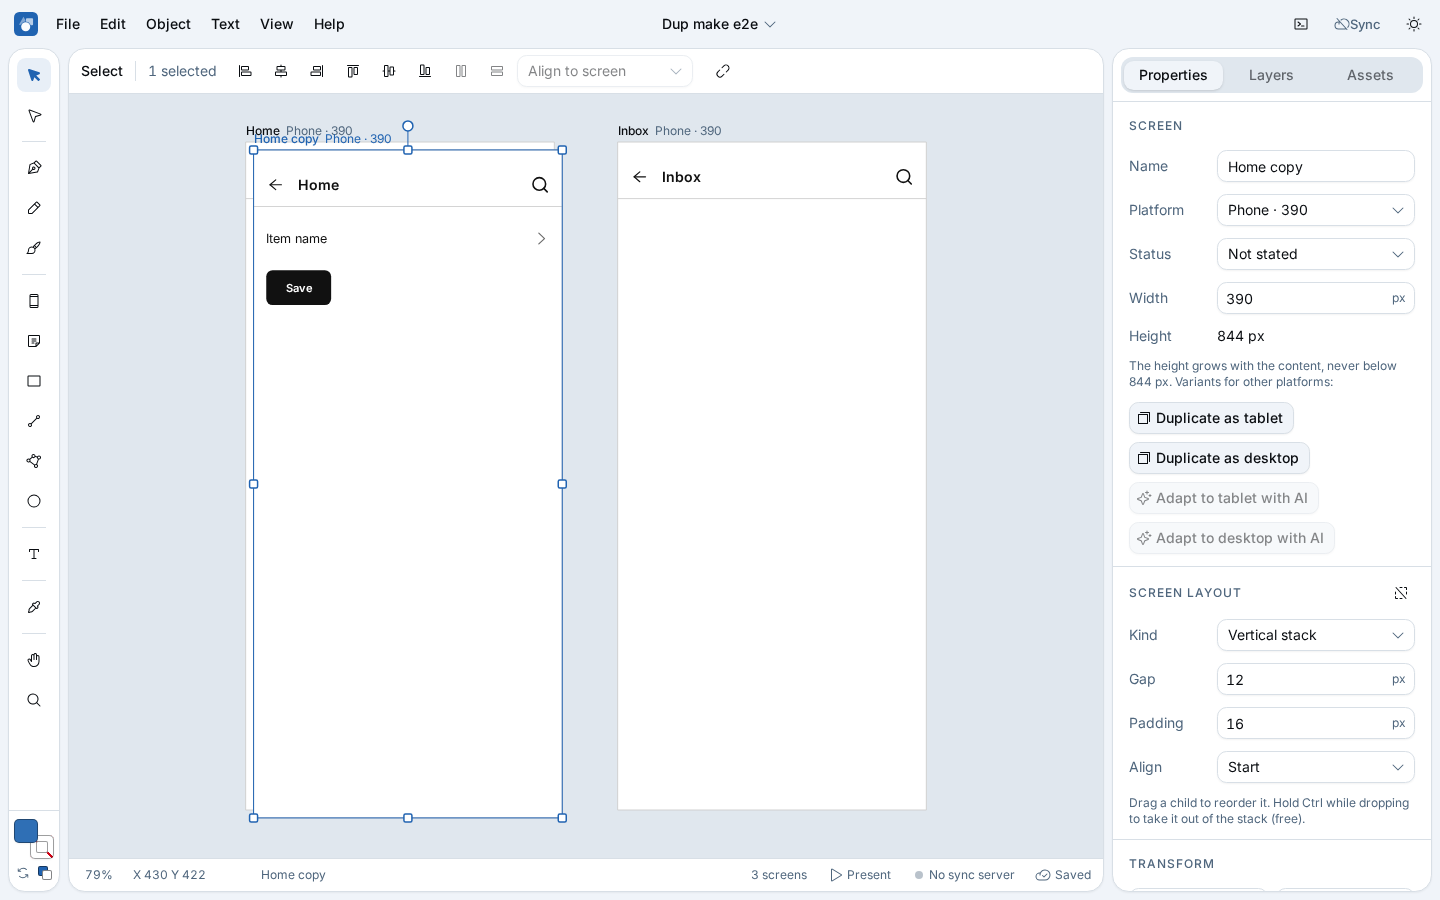 File Edit Object Text View Help
Dup make e2e
Sync
Select 1 selected Align to screen
Properties Layers Assets
Home Phone · 390
Home copy Phone · 390
Home
Item name
Save
Inbox Phone · 390
Inbox
SCREEN
Name Home copy
Platform Phone · 390
Status Not stated
Width 390 px
Height 844 px
The height grows with the content, never below
844 px. Variants for other platforms:
Duplicate as tablet
Duplicate as desktop
Adapt to tablet with AI
Adapt to desktop with AI
SCREEN LAYOUT
Kind Vertical stack
Gap 12 px
Padding 16 px
Align Start
Drag a child to reorder it. Hold Ctrl while dropping
to take it out of the stack (free).
TRANSFORM
T
79% X 430 Y 422 Home copy 3 screens Present No sync server Saved